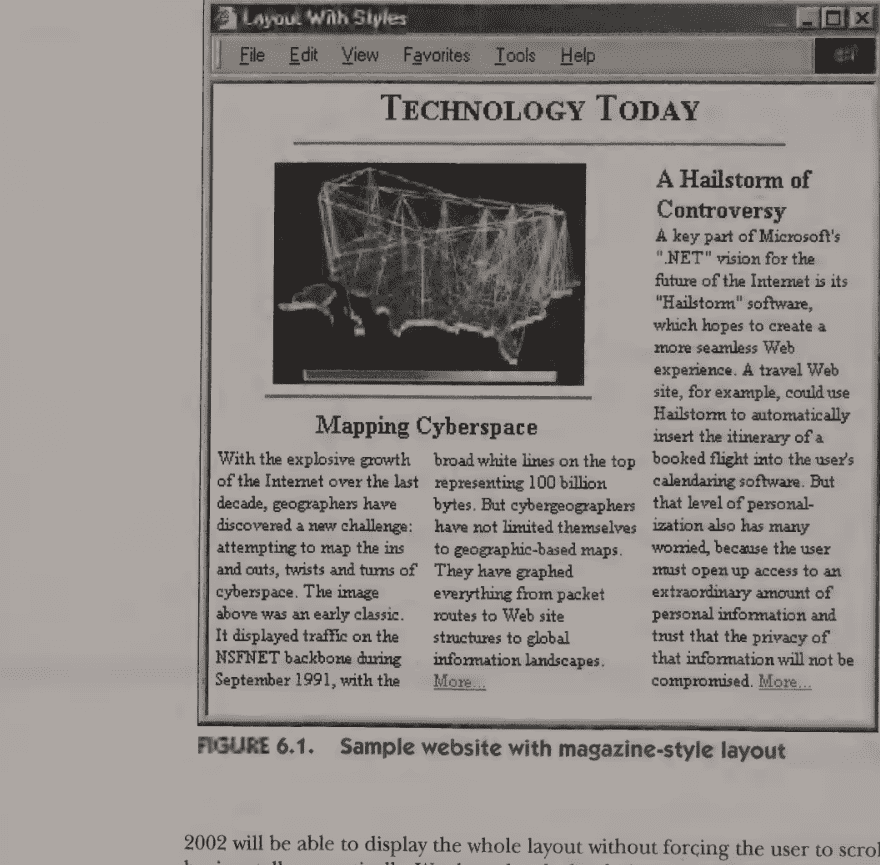 Layout With Styles
File Edit View Favorites Tools Help
TECHNOLOGY TODAY
Mapping Cyberspace
With the explosive growth
of the Internet over the last
decade, geographers have
discovered a new challenge:
attempting to map the ins
and outs, twists and turns of
cyberspace. The image
above was an early classic.
It displayed traffic on the
NSFNET backbone during
September 1991, with the
broad white lines on the top
representing 100 billion
bytes. But cybergeographers
have not limited themselves
to geographic-based maps.
They have graphed
everything from packet
routes to Web site
structures to global
information landscapes.
More...
A Hailstorm of
Controversy
A key part of Microsoft's
".NET" vision for the
future of the Internet is its
"Hailstorm" software,
which hopes to create a
more seamless Web
experience. A travel Web
site, for example, could use
Hailstorm to automatically
insert the itinerary of a
booked flight into the user's
calendaring software. But
that level of personal-
ization also has many
worried, because the user
must open up access to an
extraordinary amount of
personal information and
trust that the privacy of
that information will not be
compromised. More...
FIGURE 6.1. Sample website with magazine-style layout
2002 will be able to display the whole layout without forcing the user to scrol